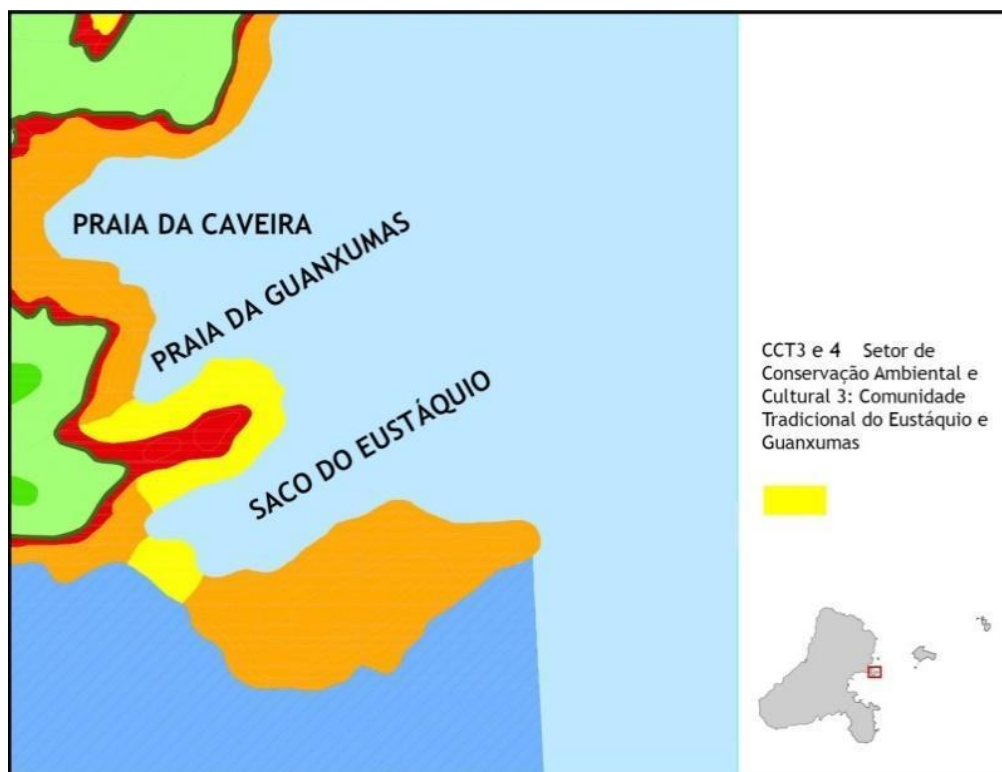 PRAIA DA CAVEIRA
PRAIA DA GUANXUMAS
SACO DO EUSTÁQUIO
CCT3 e 4 Setor de
Conservação Ambiental e
Cultural 3: Comunidade
Tradicional do Eustáquio e
Guanxumas